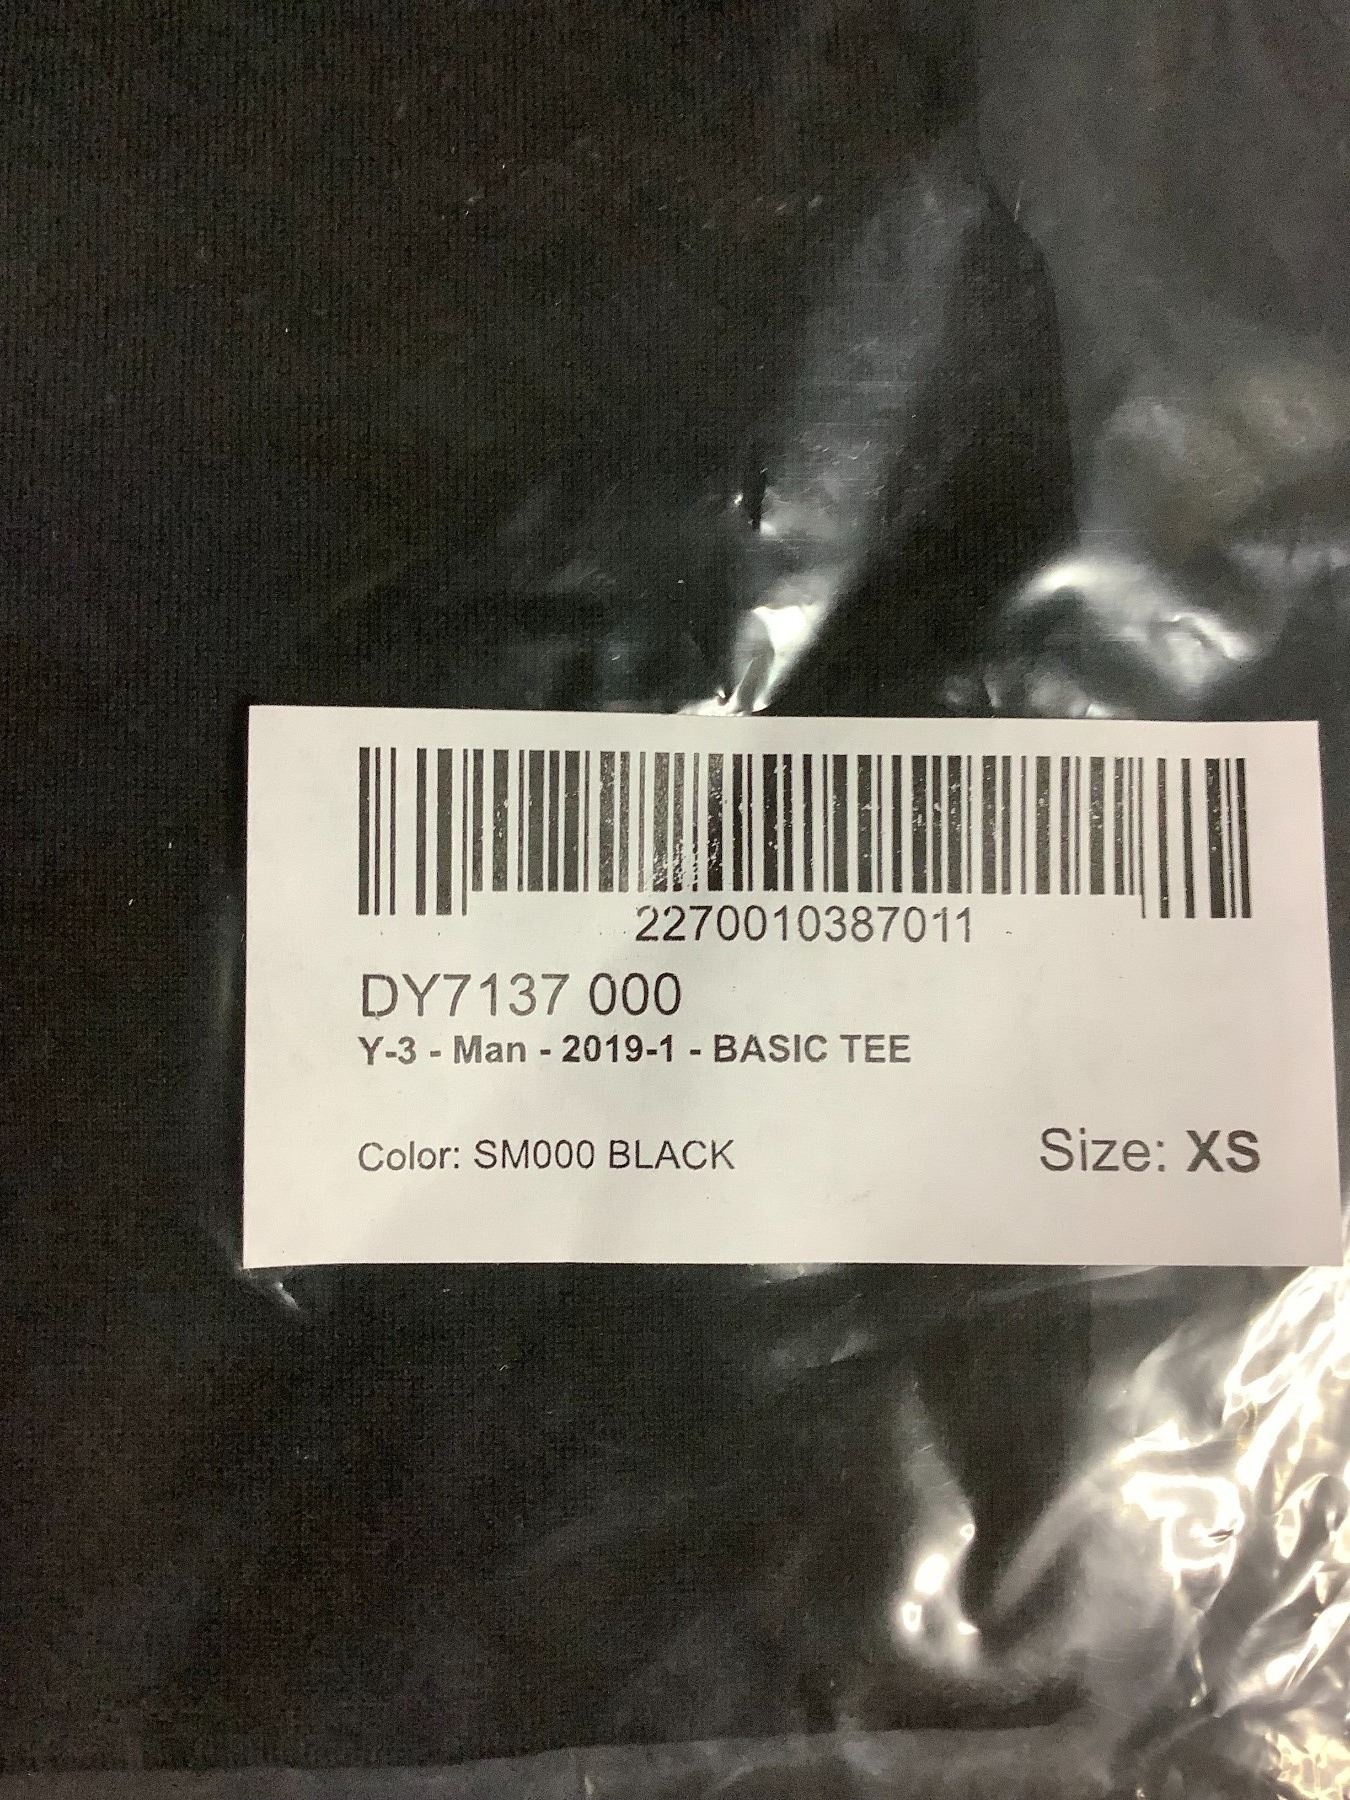 2270010387011
DY7137 000
Y-3 - Man - 2019-1 - BASIC TEE
Color: SM000 BLACK Size: XS